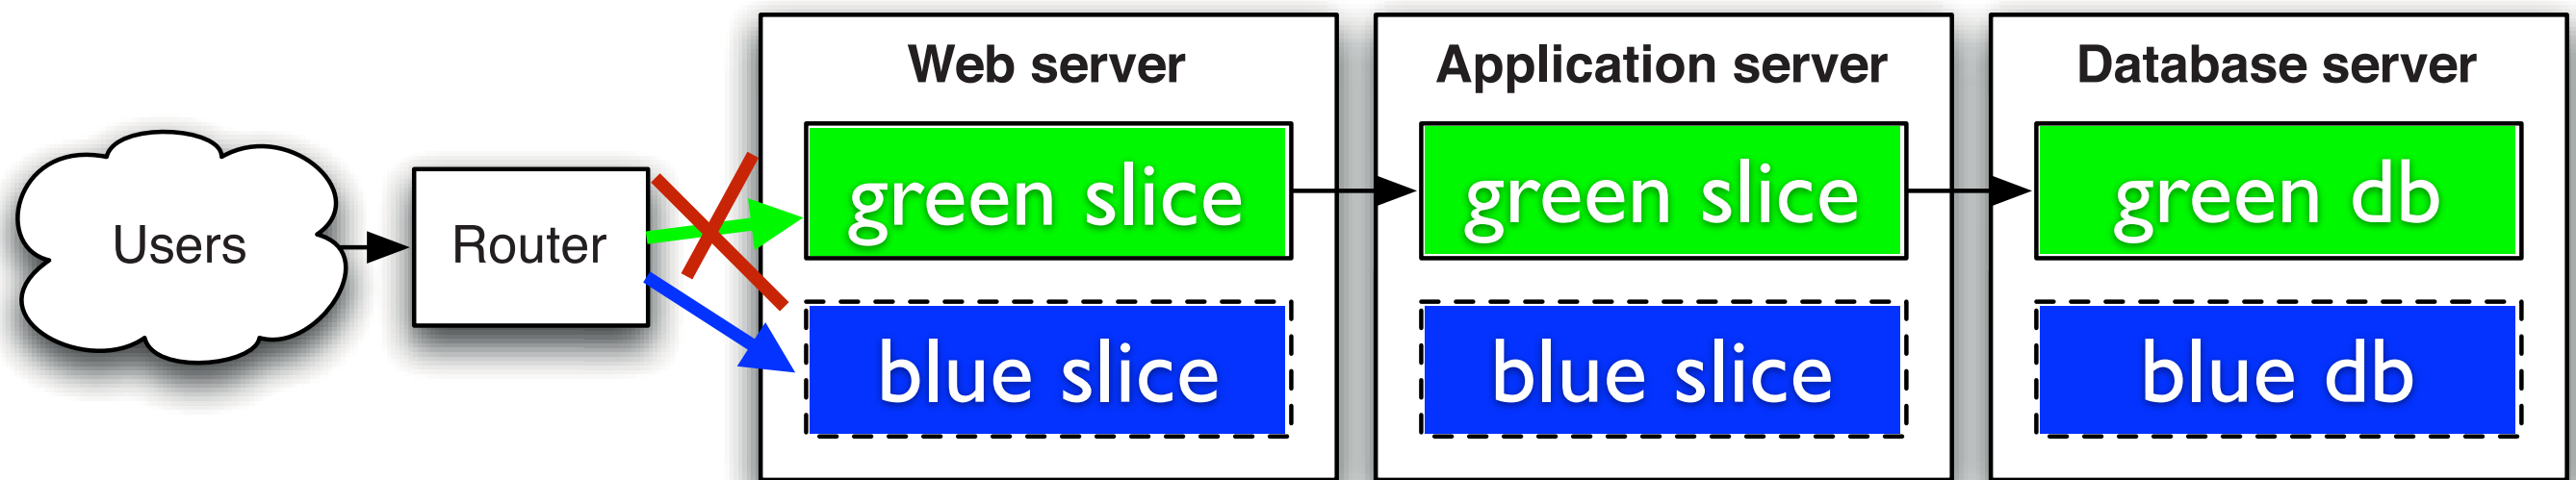 Users
Router
Web server
green slice
blue slice
Application server
green slice
blue slice
Database server
green db
blue db